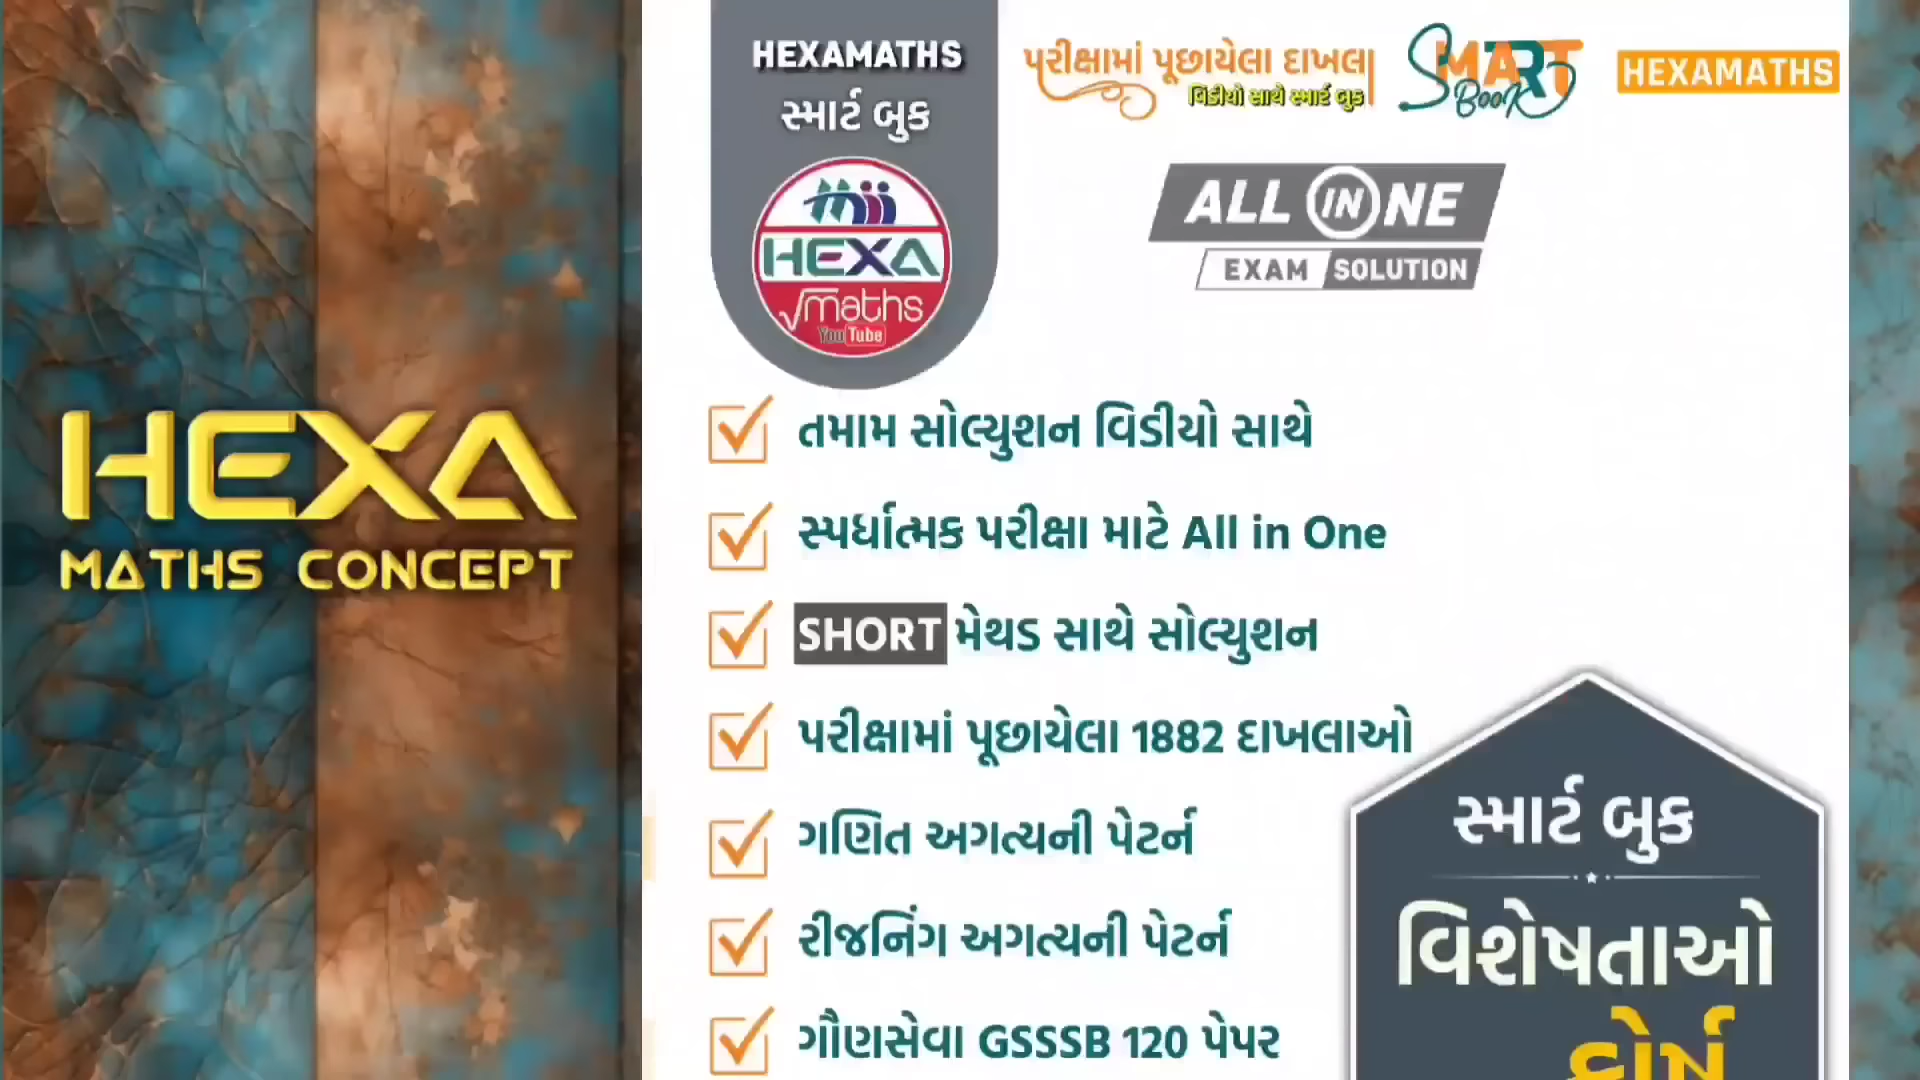 HEXA
MATHS CONCEPT
HEXAMATHS
સ્માર્ટ બુક
HEXA
maths
YouTube
પરીક્ષામાં પૂછાયેલા દાખલા
વિડીયો સાથે સ્માર્ટ બુક
SMART
Book
HEXAMATHS
ALL IN ONE
EXAM SOLUTION
તમામ સોલ્યુશન વિડીયો સાથે
સ્પર્ધાત્મક પરીક્ષા માટે All in One
SHORT મેથડ સાથે સોલ્યુશન
પરીક્ષામાં પૂછાયેલા 1882 દાખલાઓ
ગણિત અગત્યની પેટર્ન
રીજનિંગ અગત્યની પેટર્ન
ગૌણસેવા GSSSB 120 પેપર
સ્માર્ટ બુક
વિશેષતાઓ